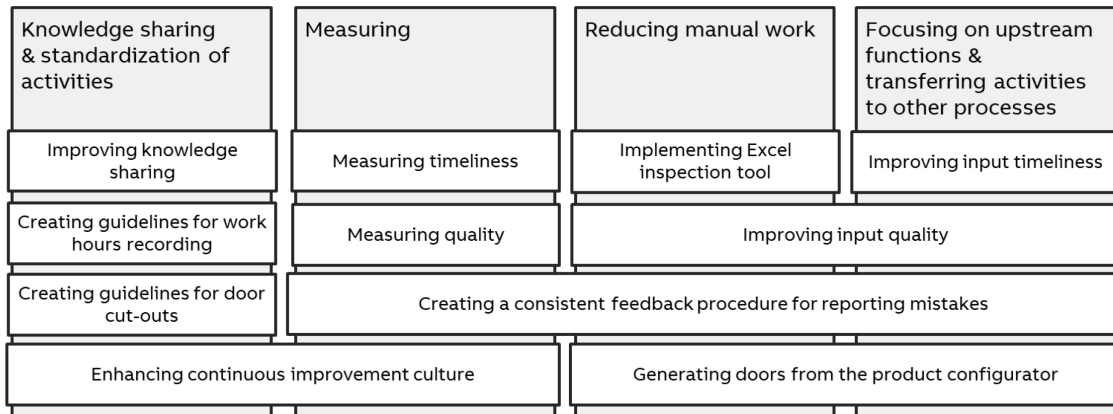 Knowledge sharing
& standardization of
activities
Measuring
Reducing manual work
Focusing on upstream
functions &
transferring activities
to other processes
Improving knowledge
sharing
Measuring timeliness
Implementing Excel
inspection tool
Improving input timeliness
Creating guidelines for work
hours recording
Measuring quality
Improving input quality
Creating guidelines for door
cut-outs
Creating a consistent feedback procedure for reporting mistakes
Enhancing continuous improvement culture
Generating doors from the product configurator